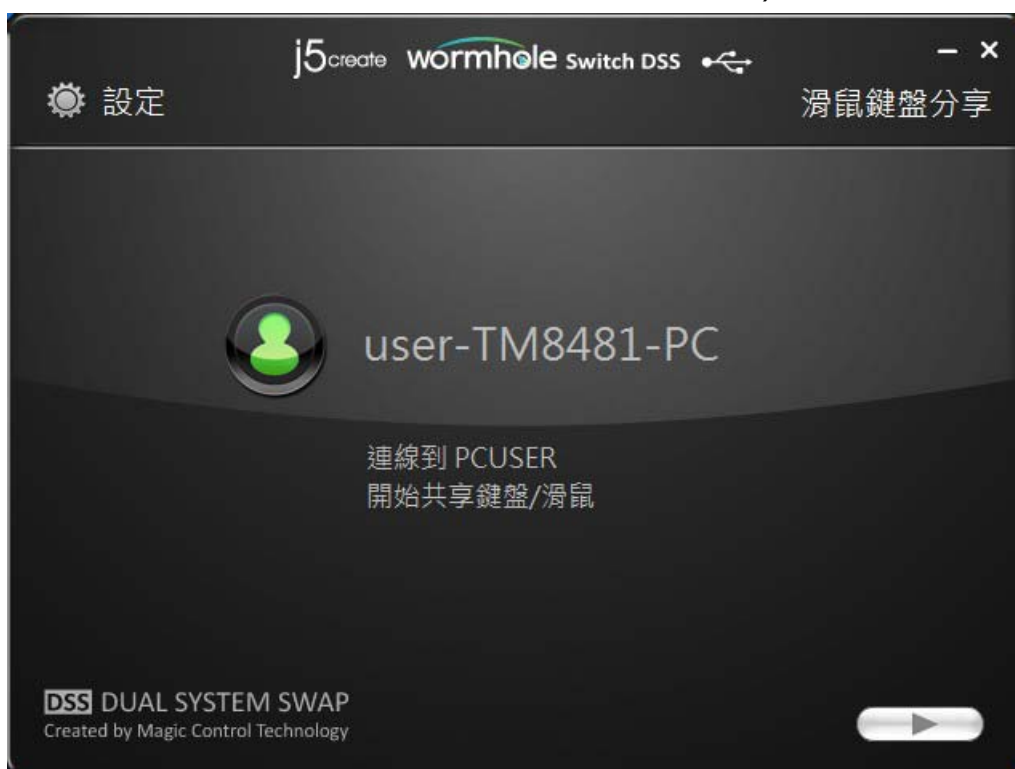 j5create wormhole Switch DSS
設定
滑鼠鍵盤分享
user-TM8481-PC
連線到 PCUSER
開始共享鍵盤/滑鼠
DSS DUAL SYSTEM SWAP
Created by Magic Control Technology